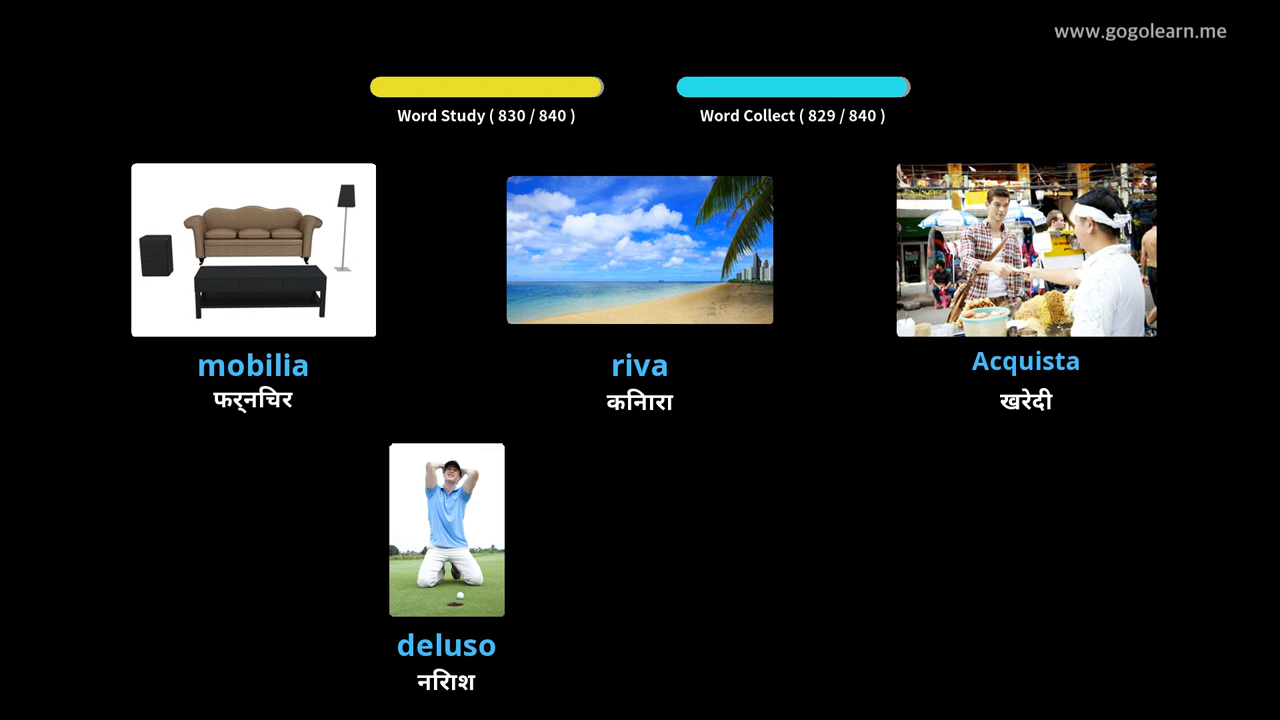 www.gogolearn.me
Word Study ( 830 / 840 )
Word Collect ( 829 / 840 )
mobilia
riva
Acquista
फर्नचिर
कनिारा
खरेदी
deluso
नरिाश